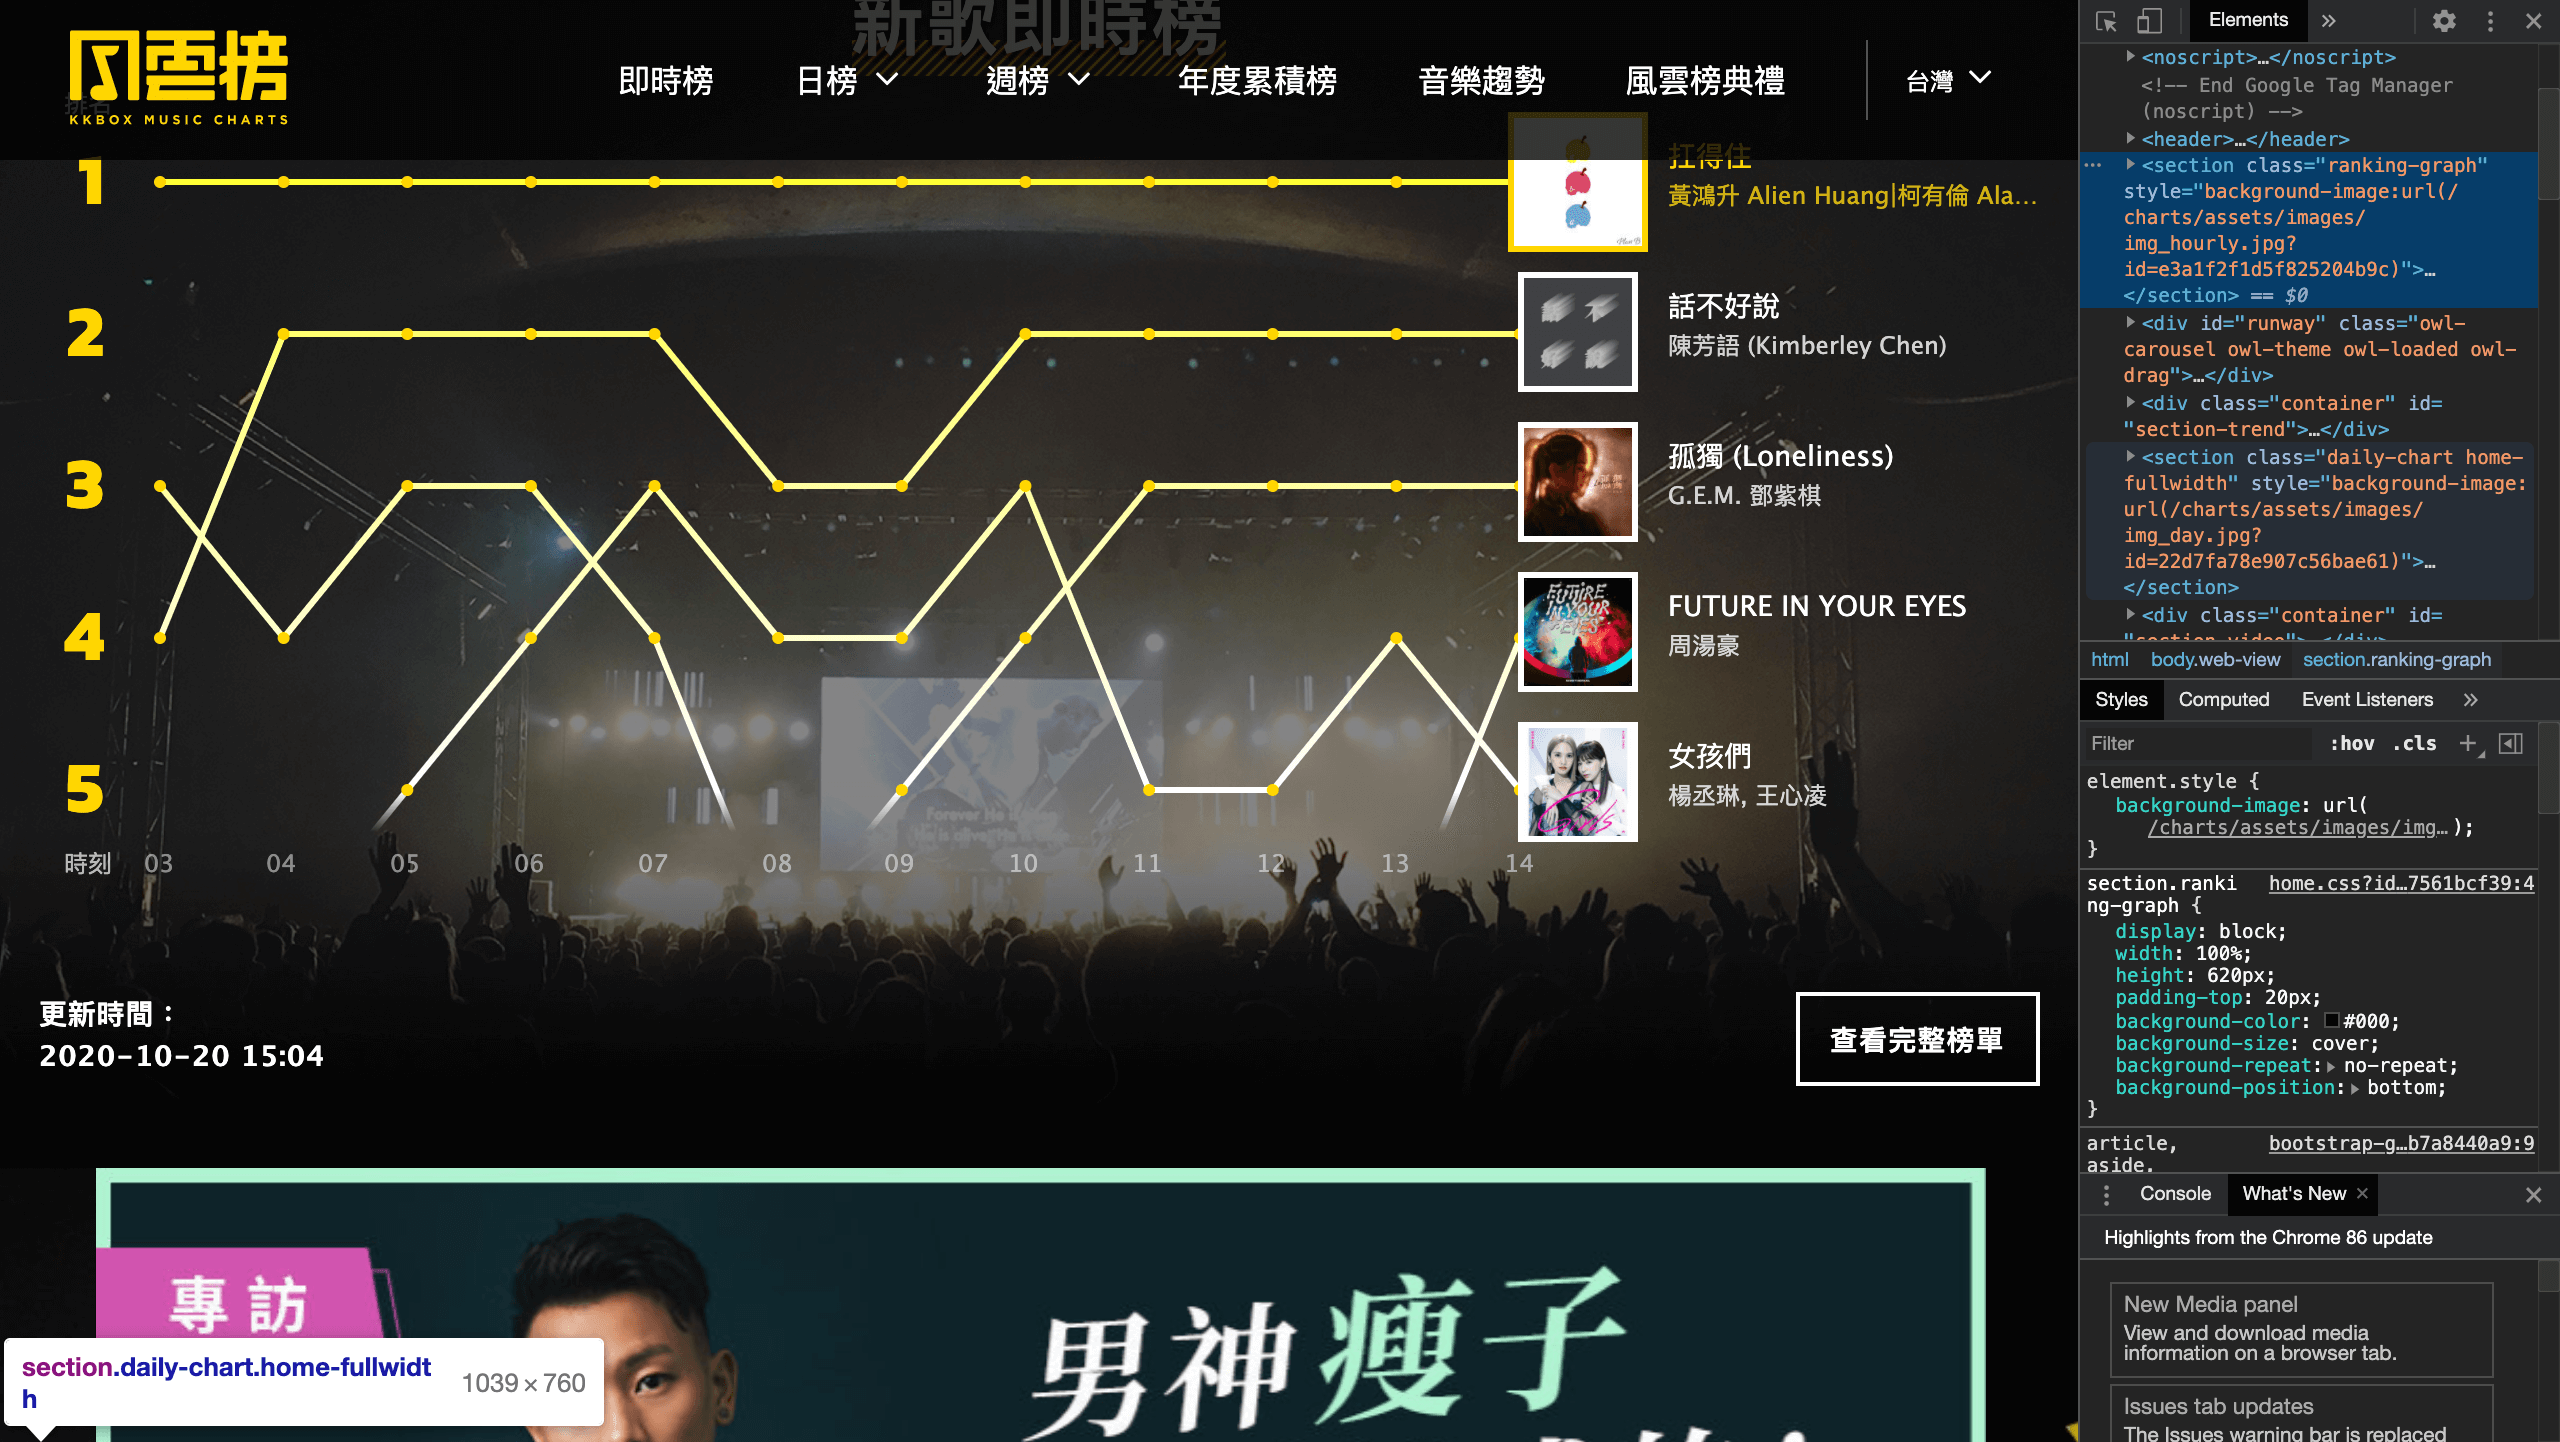 新歌即時榜
風雲榜
KKBOX MUSIC CHARTS
即時榜
日榜
週榜
年度累積榜
音樂趨勢
風雲榜典禮
台灣
排名
1
2
3
4
5
扛得住
黃鴻升 Alien Huang|柯有倫 Ala...
話不好說
陳芳語 (Kimberley Chen)
孤獨 (Loneliness)
G.E.M. 鄧紫棋
FUTURE IN YOUR EYES
FUTURE IN YOUR EYES
周湯豪
女孩們
楊丞琳, 王心凌
Girls
時刻 03 04 05 06 07 08 09 10 11 12 13 14
更新時間：
2020-10-20 15:04
查看完整榜單
專訪
男神瘦子
section.daily-chart.home-fullwidt
h
1039 × 760
Elements
<noscript>…</noscript>
<!-- End Google Tag Manager
(noscript) -->
<header>…</header>
<section class="ranking-graph"
style="background-image:url(/
charts/assets/images/
img_hourly.jpg?
id=e3a1f2f1d5f825204b9c)">…
</section> == $0
<div id="runway" class="owl-
carousel owl-theme owl-loaded owl-
drag">…</div>
<div class="container" id=
"section-trend">…</div>
<section class="daily-chart home-
fullwidth" style="background-image:
url(/charts/assets/images/
img_day.jpg?
id=22d7fa78e907c56bae61)">…
</section>
<div class="container" id=
"section-video">…</div>
html body.web-view section.ranking-graph
Styles Computed Event Listeners
Filter :hov .cls
element.style {
background-image: url(
/charts/assets/images/img…);
}
section.ranki home.css?id…7561bcf39:4
ng-graph {
display: block;
width: 100%;
height: 620px;
padding-top: 20px;
background-color: #000;
background-size: cover;
background-repeat: no-repeat;
background-position: bottom;
}
article, bootstrap-g…b7a8440a9:9
aside,
Console What's New
Highlights from the Chrome 86 update
New Media panel
View and download media
information on a browser tab.
Issues tab updates
The Issues warning bar is replaced